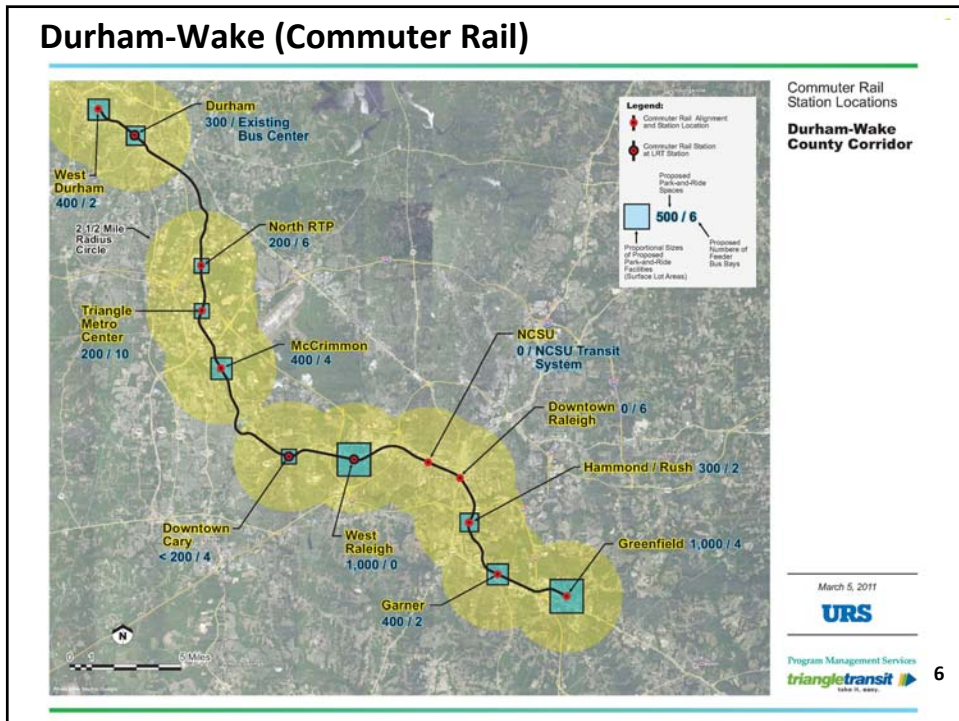 Durham-Wake (Commuter Rail)
Commuter Rail
Station Locations
Durham-Wake
County Corridor
Legend:
Commuter Rail Alignment
and Station Location
Commuter Rail Station
at LRT Station
Proposed
Park-and-Ride
Spaces
500 / 6
Proportional Sizes
of Proposed
Park-and-Ride
Facilities
(Surface Lot Areas)
Proposed
Numbere of
Feeder
Bus Bays
Durham
300 / Existing
Bus Center
West
Durham
400 / 2
2 1/2 Mile
Radius
Circle
North RTP
200 / 6
Triangle
Metro
Center
200 / 10
McCrimmon
400 / 4
NCSU
0 / NCSU Transit
System
Downtown
Raleigh
0 / 6
Hammond / Rush 300 / 2
Downtown
Cary
< 200 / 4
West
Raleigh
1,000 / 0
Greenfield 1,000 / 4
Garner
400 / 2
N
0 1 5 Miles
March 5, 2011
URS
Program Management Services
triangletransit
take it, easy.
6